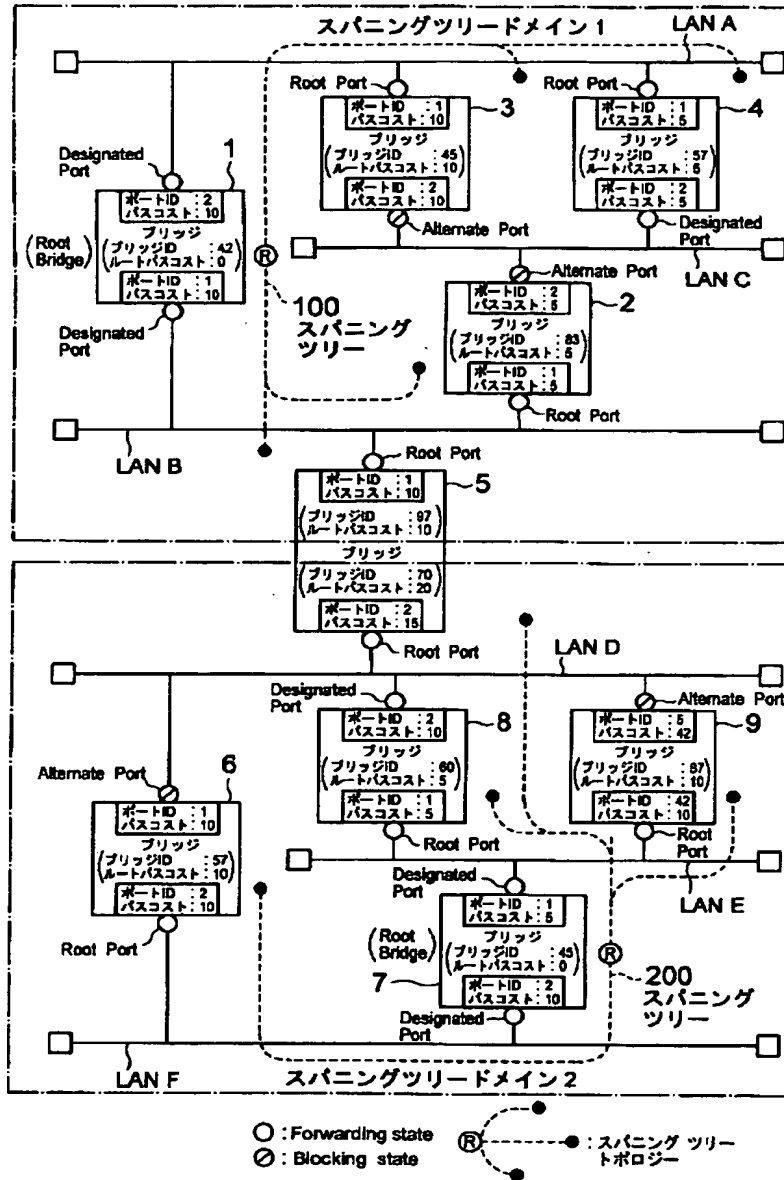 スパニングツリードメイン1
LAN A
Root Port
Root Port
ポートID : 1
パスコスト : 10
ブリッジ
(ブリッジID : 45
ルートパスコスト : 10)
ポートID : 2
パスコスト : 10
3
ポートID : 1
パスコスト : 5
ブリッジ
(ブリッジID : 57
ルートパスコスト : 5)
ポートID : 2
パスコスト : 5
4
Designated
Port
1
ポートID : 2
パスコスト : 10
ブリッジ
(ブリッジID : 42
ルートパスコスト : 0)
ポートID : 1
パスコスト : 10
(Root
Bridge)
Designated
Port
Alternate Port
Designated
Port
LAN C
R
100
スパニング
ツリー
Alternate Port
ポートID : 2
パスコスト : 5
ブリッジ
(ブリッジID : 83
ルートパスコスト : 5)
ポートID : 1
パスコスト : 5
2
Root Port
LAN B
Root Port
ポートID : 1
パスコスト : 10
(ブリッジID : 97
ルートパスコスト : 10)
ブリッジ
(ブリッジID : 70
ルートパスコスト : 20)
ポートID : 2
パスコスト : 15
5
Root Port
LAN D
Designated
Port
ポートID : 2
パスコスト : 10
ブリッジ
(ブリッジID : 60
ルートパスコスト : 5)
ポートID : 1
パスコスト : 5
8
Root Port
Alternate Port
ポートID : 5
パスコスト : 42
ブリッジ
(ブリッジID : 87
ルートパスコスト : 10)
ポートID : 42
パスコスト : 10
9
Root
Port
Alternate Port
6
ポートID : 1
パスコスト : 10
ブリッジ
(ブリッジID : 57
ルートパスコスト : 10)
ポートID : 2
パスコスト : 10
Root Port
LAN E
Designated
Port
ポートID : 1
パスコスト : 5
(Root
Bridge)
ブリッジ
(ブリッジID : 45
ルートパスコスト : 0)
ポートID : 2
パスコスト : 10
7
Designated
Port
R
200
スパニング
ツリー
LAN F
スパニングツリードメイン2
: Forwarding state
: Blocking state
R
: スパニング ツリー
トポロジー